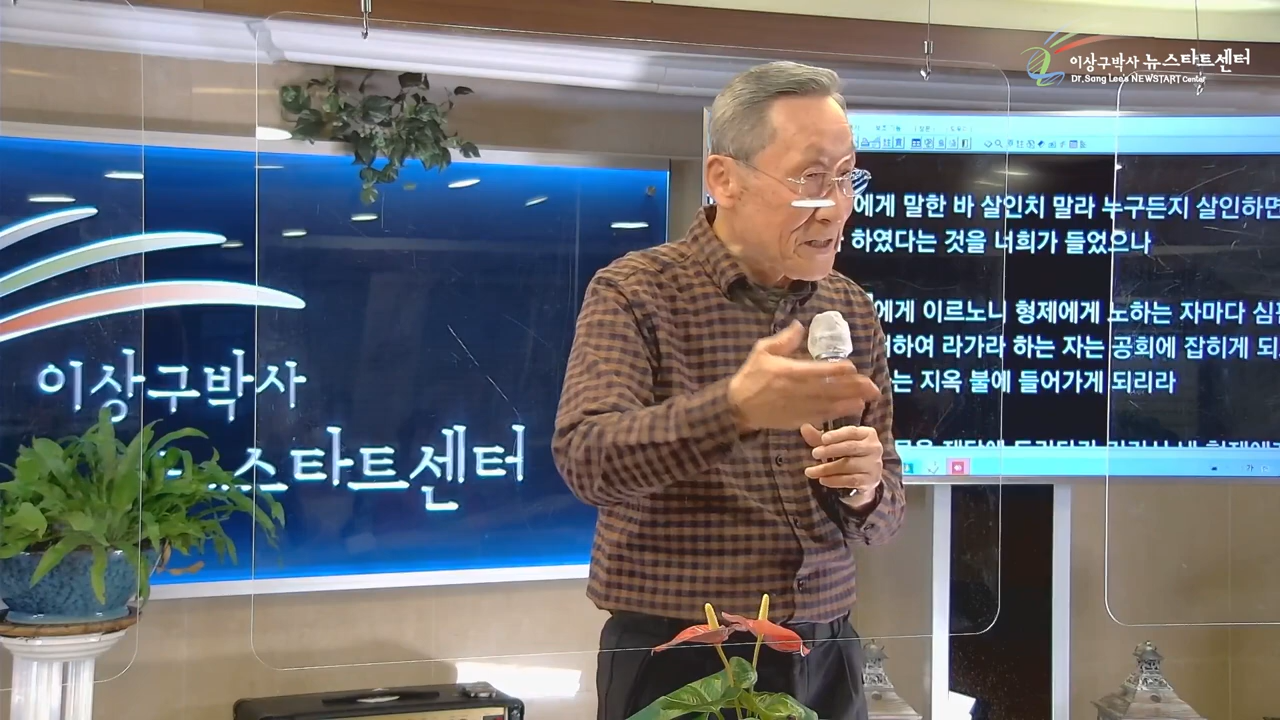 이상구박사 뉴스타트센터
Dr. Sang Lee's NEWSTART Center
이상구박사
스타트센터
에게 말한 바 살인치 말라 누구든지 살인하면
하였다는 것을 너희가 들었으나
에게 이르노니 형제에게 노하는 자마다
하여 라가라 하는 자는 공회에 잡히게
는 지옥 불에 들어가게 되리라